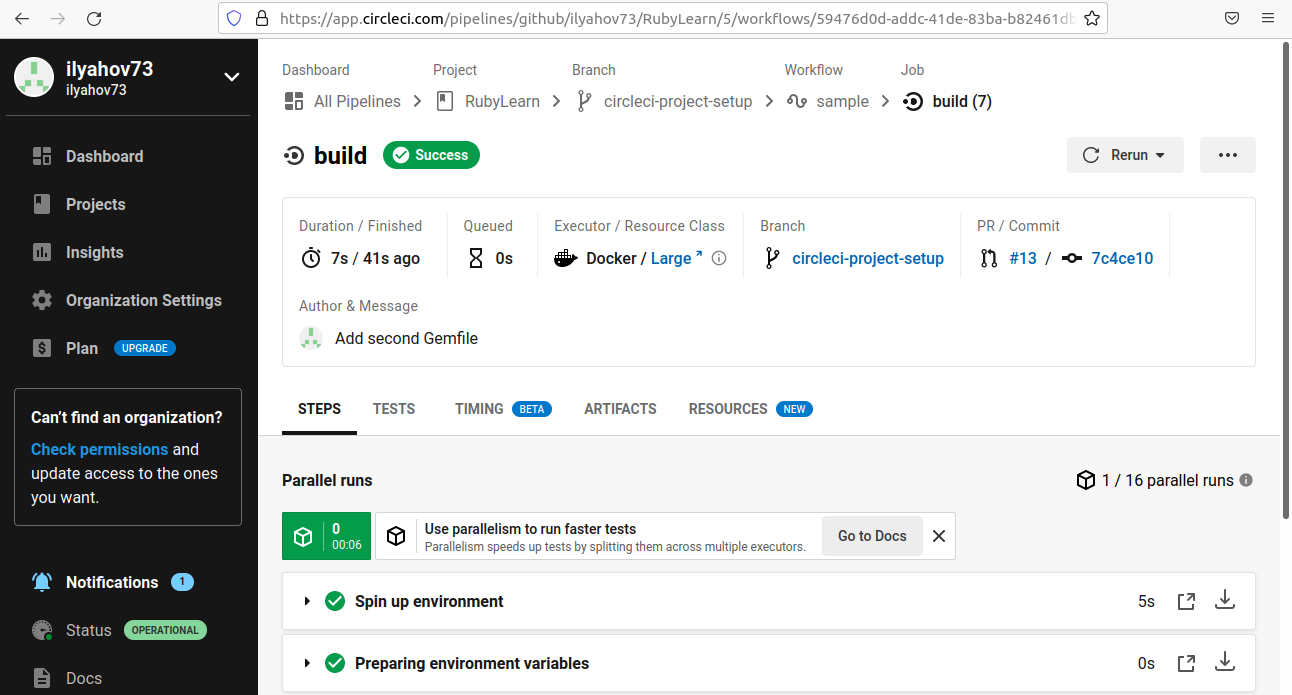 https://app.circleci.com/pipelines/github/ilyahov73/RubyLearn/5/workflows/59476d0d-addc-41de-83ba-b82461db
ilyahov73
ilyahov73
Dashboard
Projects
Insights
Organization Settings
Plan UPGRADE
Can't find an organization?
Check permissions and
update access to the ones
you want.
Notifications 1
Status OPERATIONAL
Docs
Dashboard Project Branch Workflow Job
All Pipelines RubyLearn circleci-project-setup sample build (7)
build Success Rerun
Duration / Finished Queued Executor / Resource Class Branch PR / Commit
7s / 41s ago 0s Docker / Large circleci-project-setup #13 / 7c4ce10
Author & Message
Add second Gemfile
STEPS TESTS TIMING BETA ARTIFACTS RESOURCES NEW
Parallel runs 1 / 16 parallel runs
0
00:06
Use parallelism to run faster tests
Parallelism speeds up tests by splitting them across multiple executors.
Go to Docs
Spin up environment 5s
Preparing environment variables 0s